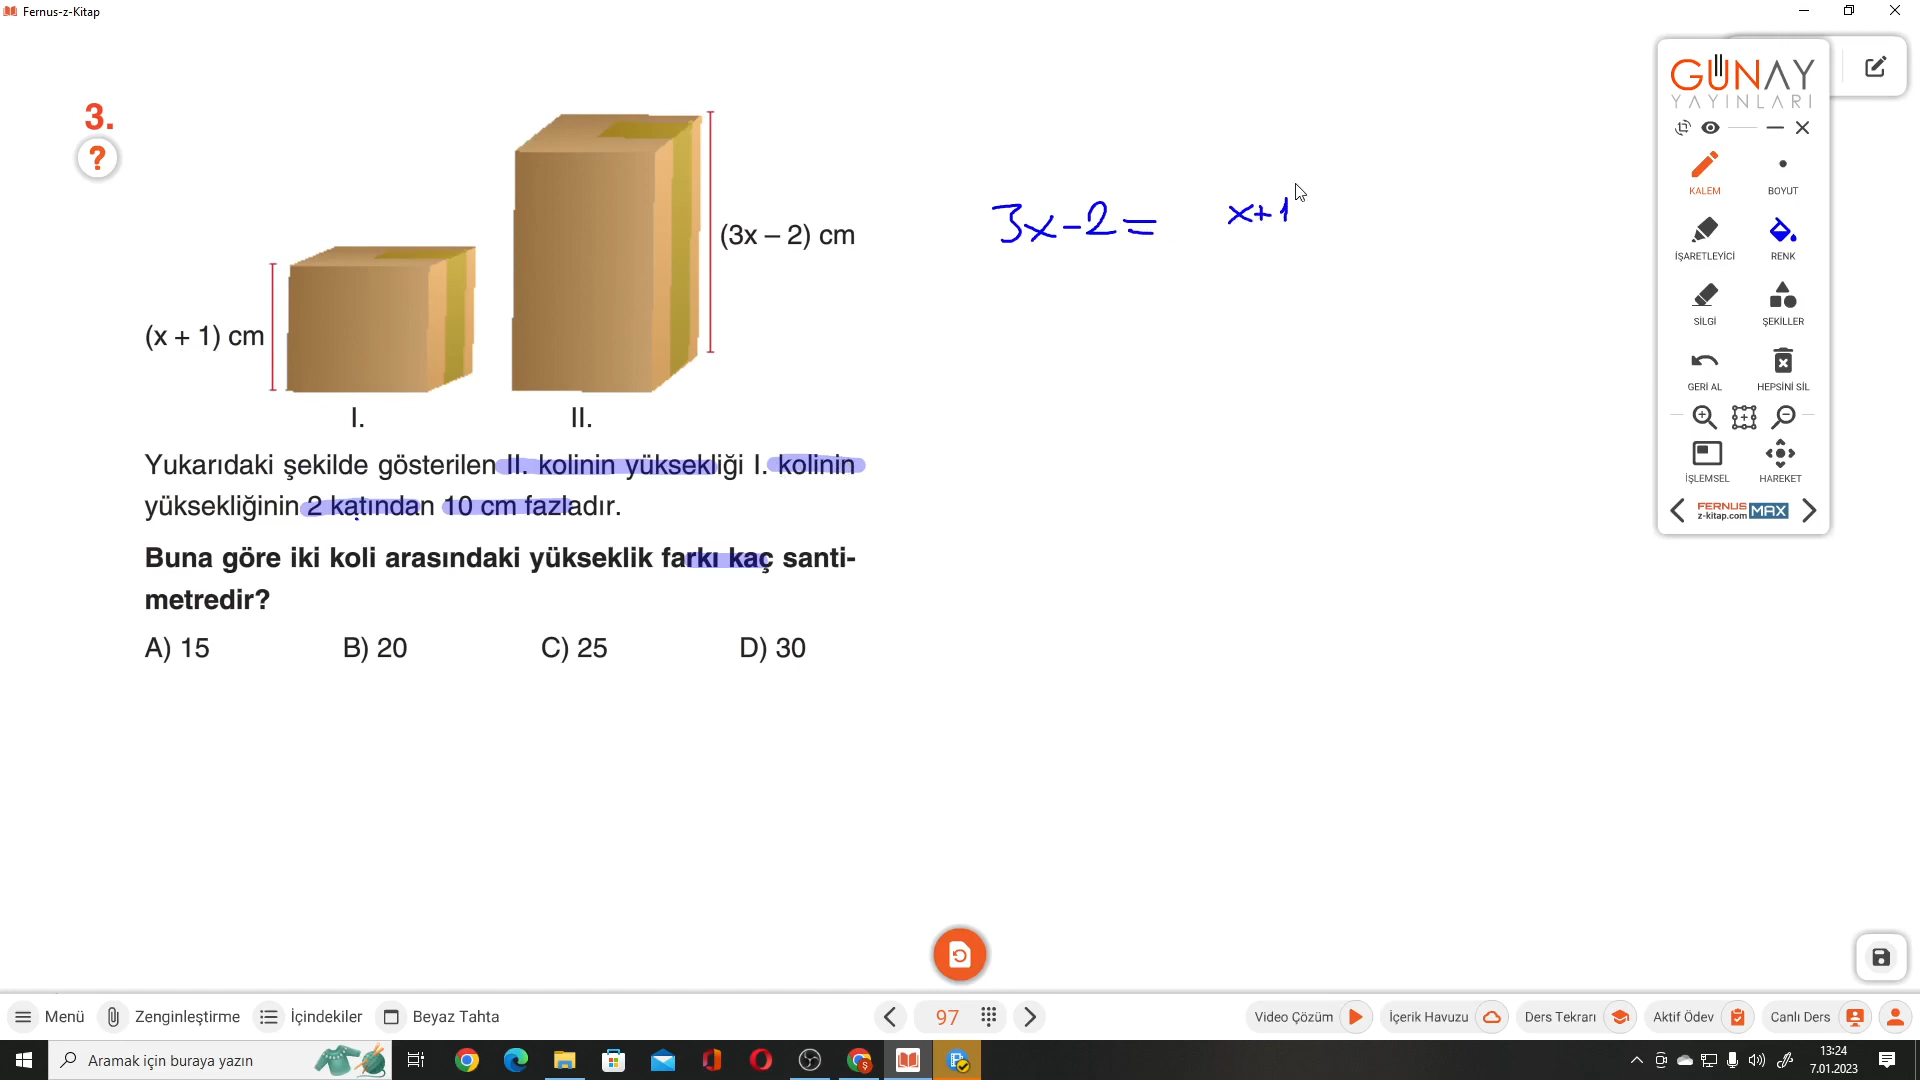 Fernus-z-Kitap
GÜNAY
YAYINLARI
3.
?
3x-2=
x+1
(3x – 2) cm
(x + 1) cm
I.
II.
Yukarıdaki şekilde gösterilen II. kolinin yüksekliği I. kolinin
yüksekliğinin 2 katından 10 cm fazladır.
Buna göre iki koli arasındaki yükseklik farkı kaç santi-
metredir?
A) 15
B) 20
C) 25
D) 30
KALEM
BOYUT
İŞARETLEYİCİ
RENK
SİLGİ
ŞEKİLLER
GERİ AL
HEPSİNİ SİL
İŞLEMSEL
HAREKET
FERNUS
z-kitap.com
MAX
Menü
Zenginleştirme
İçindekiler
Beyaz Tahta
97
Video Çözüm
İçerik Havuzu
Ders Tekrarı
Aktif Ödev
Canlı Ders
Aramak için buraya yazın
13:24
7.01.2023